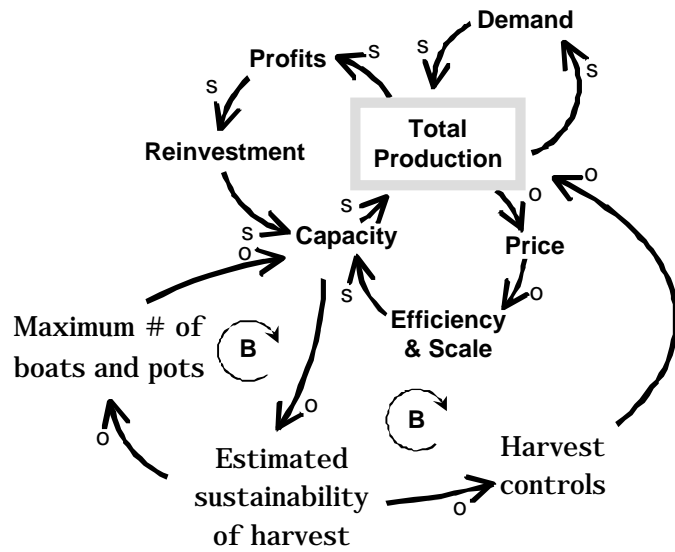 Demand
s
s
Profits
s
s
Total
Production
Reinvestment
s
o
o
s
Capacity
o
Price
s
o
Efficiency
& Scale
Maximum # of
boats and pots
B
o
B
o
Estimated
sustainability
of harvest
o
Harvest
controls